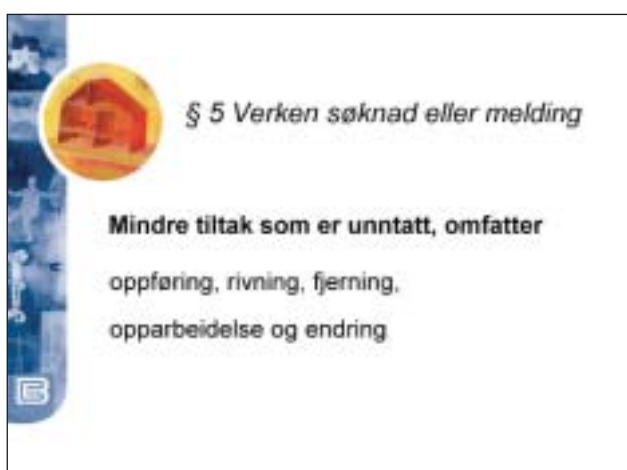 § 5 Verken søknad eller melding
Mindre tiltak som er unntatt, omfatter
oppføring, rivning, fjerning,
opparbeidelse og endring